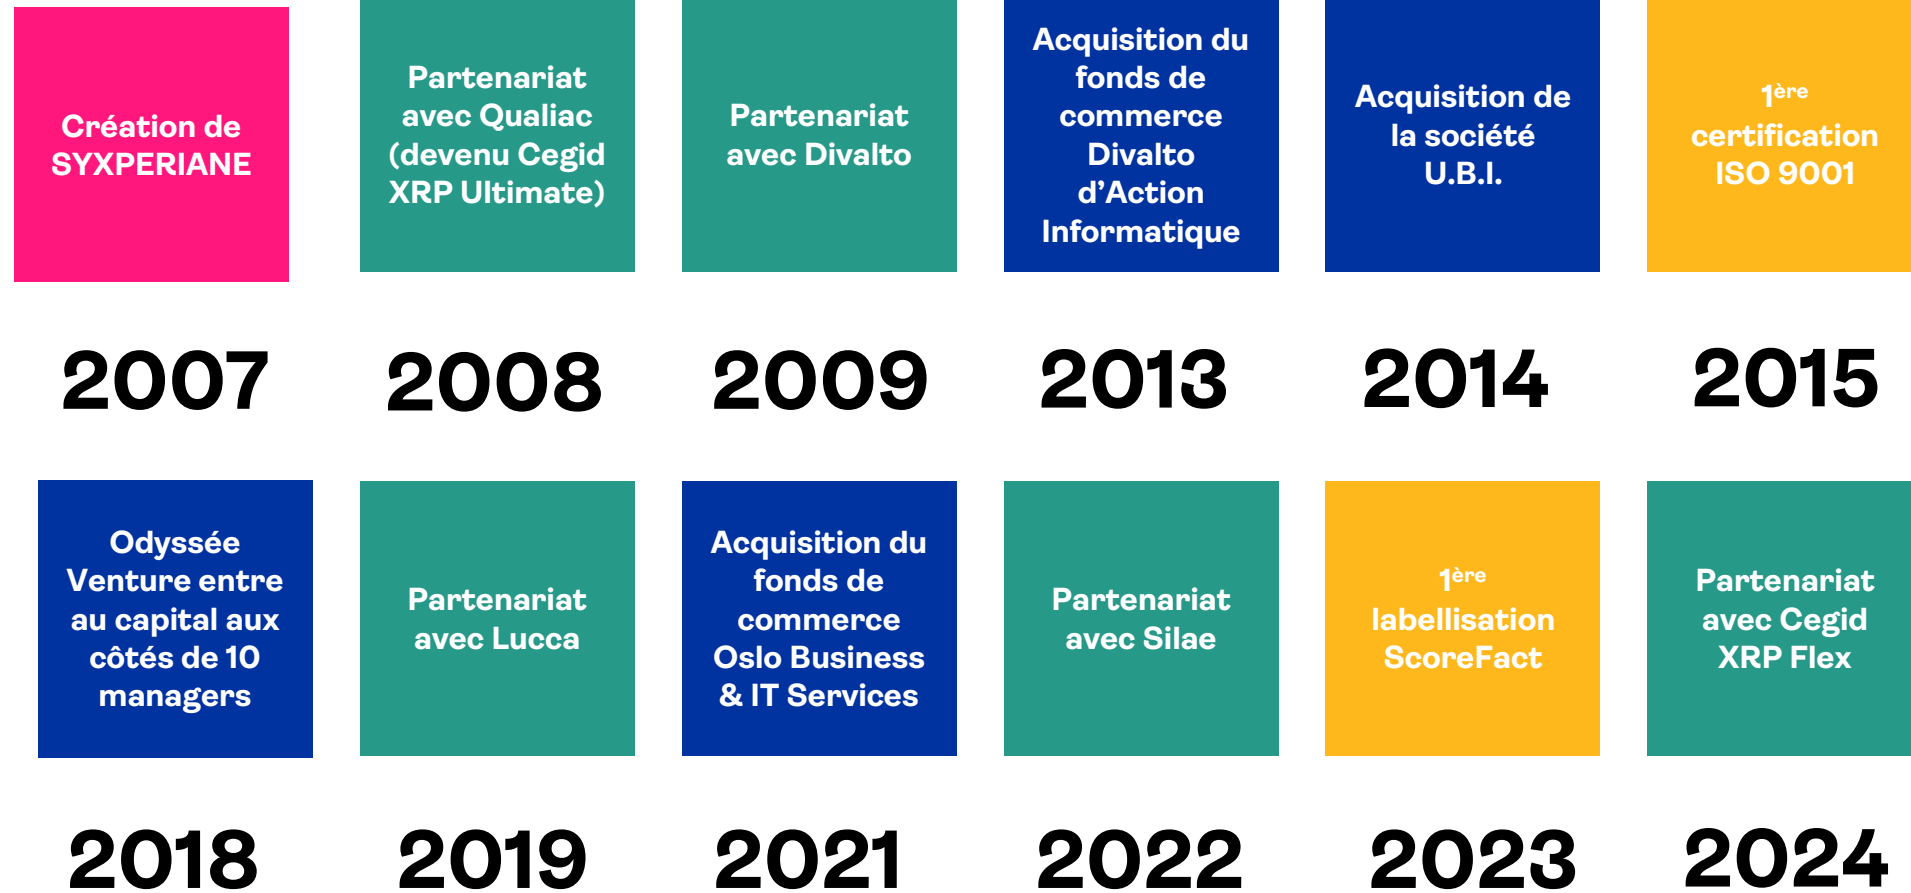 Création de
SYXPERIANE
Partenariat
avec Qualiac
(devenu Cegid
XRP Ultimate)
Partenariat
avec Divalto
Acquisition du
fonds de
commerce
Divalto
d’Action
Informatique
Acquisition de
la société
U.B.I.
1ère
certification
ISO 9001
2007
2008
2009
2013
2014
2015
Odyssée
Venture entre
au capital aux
côtés de 10
managers
Partenariat
avec Lucca
Acquisition du
fonds de
commerce
Oslo Business
& IT Services
Partenariat
avec Silae
1ère
labellisation
ScoreFact
Partenariat
avec Cegid
XRP Flex
2018
2019
2021
2022
2023
2024